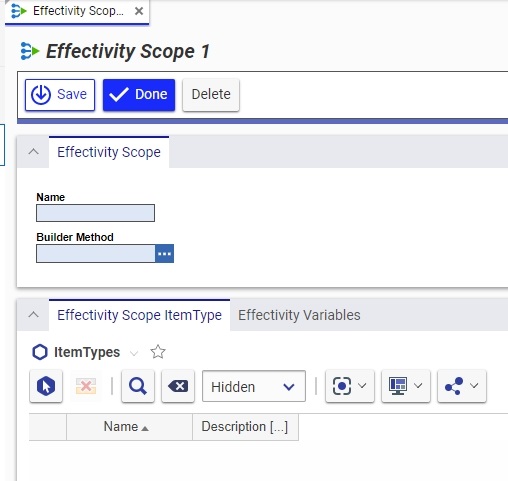 Effectivity Scop...
Effectivity Scope 1
Save Done Delete
Effectivity Scope
Name
Builder Method
Effectivity Scope ItemType Effectivity Variables
ItemTypes
Hidden
Name Description [...]